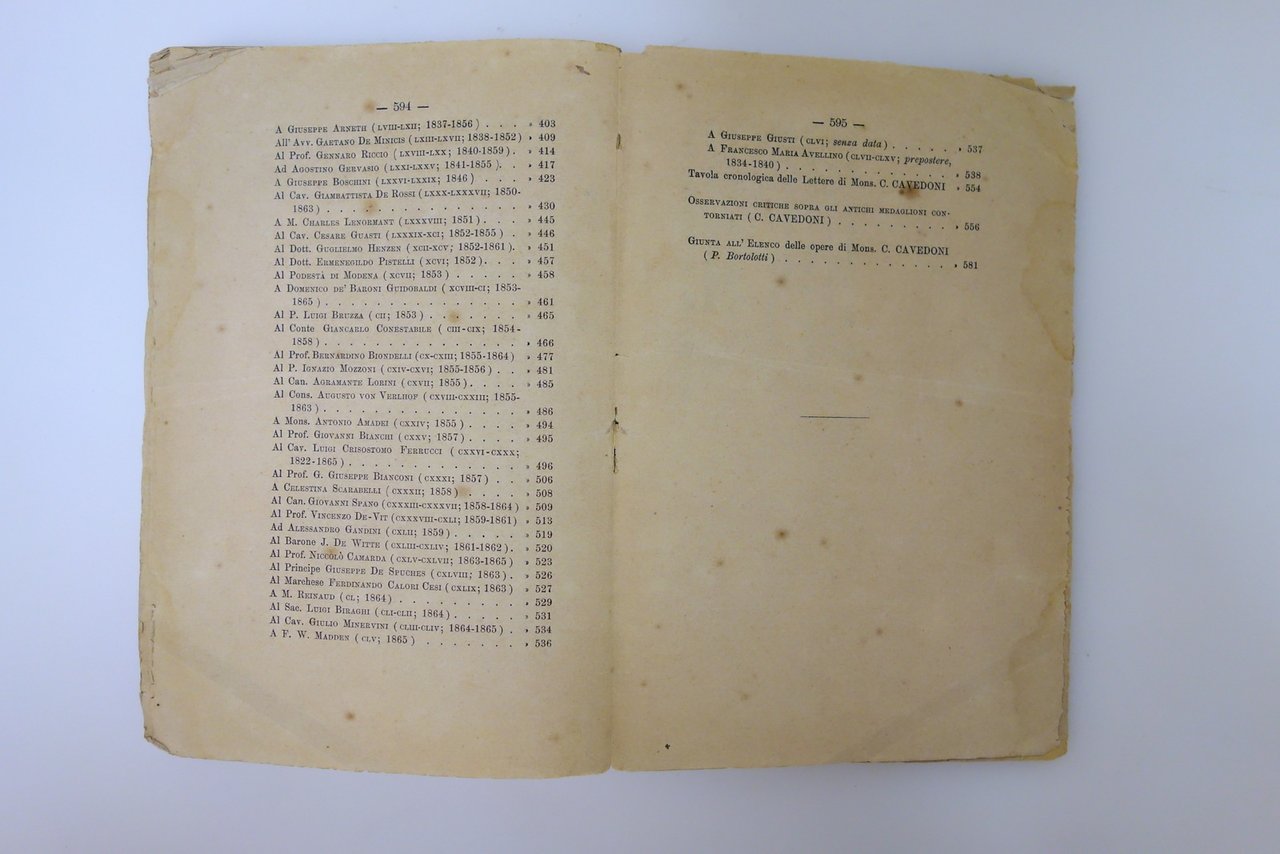 — 594 —
A Giuseppe Arneth (LVIII-LXII; 1837-1856) . . . » 403
All' Avv. Gaetano De Minicis (LXIII-LXVII; 1838-1852) » 409
Al Prof. Gennaro Riccio (LXVIII-LXX; 1840-1859) . » 414
Ad Agostino Gervasio (LXXI-LXXV; 1841-1855) . . » 417
A Giuseppe Boschini (LXXVI-LXXIX; 1846) . . . » 423
Al Cav. Giambattista De Rossi (LXXX-LXXXVII; 1850-
1863) . . . . . . . . . . . . . . . » 430
A M. Charles Lenormant (LXXXVIII; 1851) . . . » 445
Al Cav. Cesare Guasti (LXXXIX-XCI; 1852-1855) . » 446
Al Dott. Guglielmo Henzen (XCII-XCV; 1852-1861) . » 451
Al Dott. Ermenegildo Pistelli (XCVI; 1852) . . . » 457
Al Podestà di Modena (XCVII; 1853) . . . . . » 458
A Domenico de' Baroni Guidobaldi (XCVIII-CI; 1853-
1865) . . . . . . . . . . . . . . . » 461
Al P. Luigi Bruzza (CII; 1853) . . . . . . . » 465
Al Conte Giancarlo Conestabile (CIII-CIX; 1854-
1858) . . . . . . . . . . . . . . . » 466
Al Prof. Bernardino Biondelli (CX-CXIII; 1855-1864) » 477
Al P. Ignazio Mozzoni (CXIV-CXVI; 1855-1856) . . » 481
Al Can. Agramante Lorini (CXVII; 1855) . . . . » 485
Al Cons. Augusto von Verlhof (CXVIII-CXXIII; 1855-
1863) . . . . . . . . . . . . . . . » 486
A Mons. Antonio Amadei (CXXIV; 1855) . . . . » 494
Al Prof. Giovanni Bianchi (CXXV; 1857) . . . . » 495
Al Cav. Luigi Crisostomo Ferrucci (CXXVI-CXXX;
1822-1865) . . . . . . . . . . . . . » 496
Al Prof. G. Giuseppe Bianconi (CXXXI; 1857) . . » 506
A Celestina Scarabelli (CXXXII; 1858) . . . . » 508
Al Can. Giovanni Spano (CXXXIII-CXXXVII; 1858-1864) » 509
Al Prof. Vincenzo De-Vit (CXXXVIII-CXLI; 1859-1861) » 513
Ad Alessandro Gandini (CXLII; 1859) . . . . . » 519
Al Barone J. De Witte (CXLIII-CXLIV; 1861-1862) . » 520
Al Prof. Niccolò Camarda (CXLV-CXLVII; 1863-1865) » 523
Al Principe Giuseppe De Spuches (CXLVIII; 1863) . » 526
Al Marchese Ferdinando Calori Cesi (CXLIX; 1863) » 527
A M. Reinaud (CL; 1864) . . . . . . . . . » 529
Al Sac. Luigi Biraghi (CLI-CLII; 1864) . . . . . » 531
Al Cav. Giulio Minervini (CLIII-CLIV; 1864-1865) . » 534
A F. W. Madden (CLV; 1865) . . . . . . . » 536
— 595 —
A Giuseppe Giusti (CLVI; senza data) . . . . . . » 537
A Francesco Maria Avellino (CLVII-CLXV; prepostere,
1834-1840) . . . . . . . . . . . . . » 538
Tavola cronologica delle Lettere di Mons. C. CAVEDONI » 554
Osservazioni critiche sopra gli antichi medaglioni con-
torniati (C. CAVEDONI) . . . . . . . . . » 556
Giunta all' Elenco delle opere di Mons. C. CAVEDONI
(P. Bortolotti) . . . . . . . . . . . . . » 581